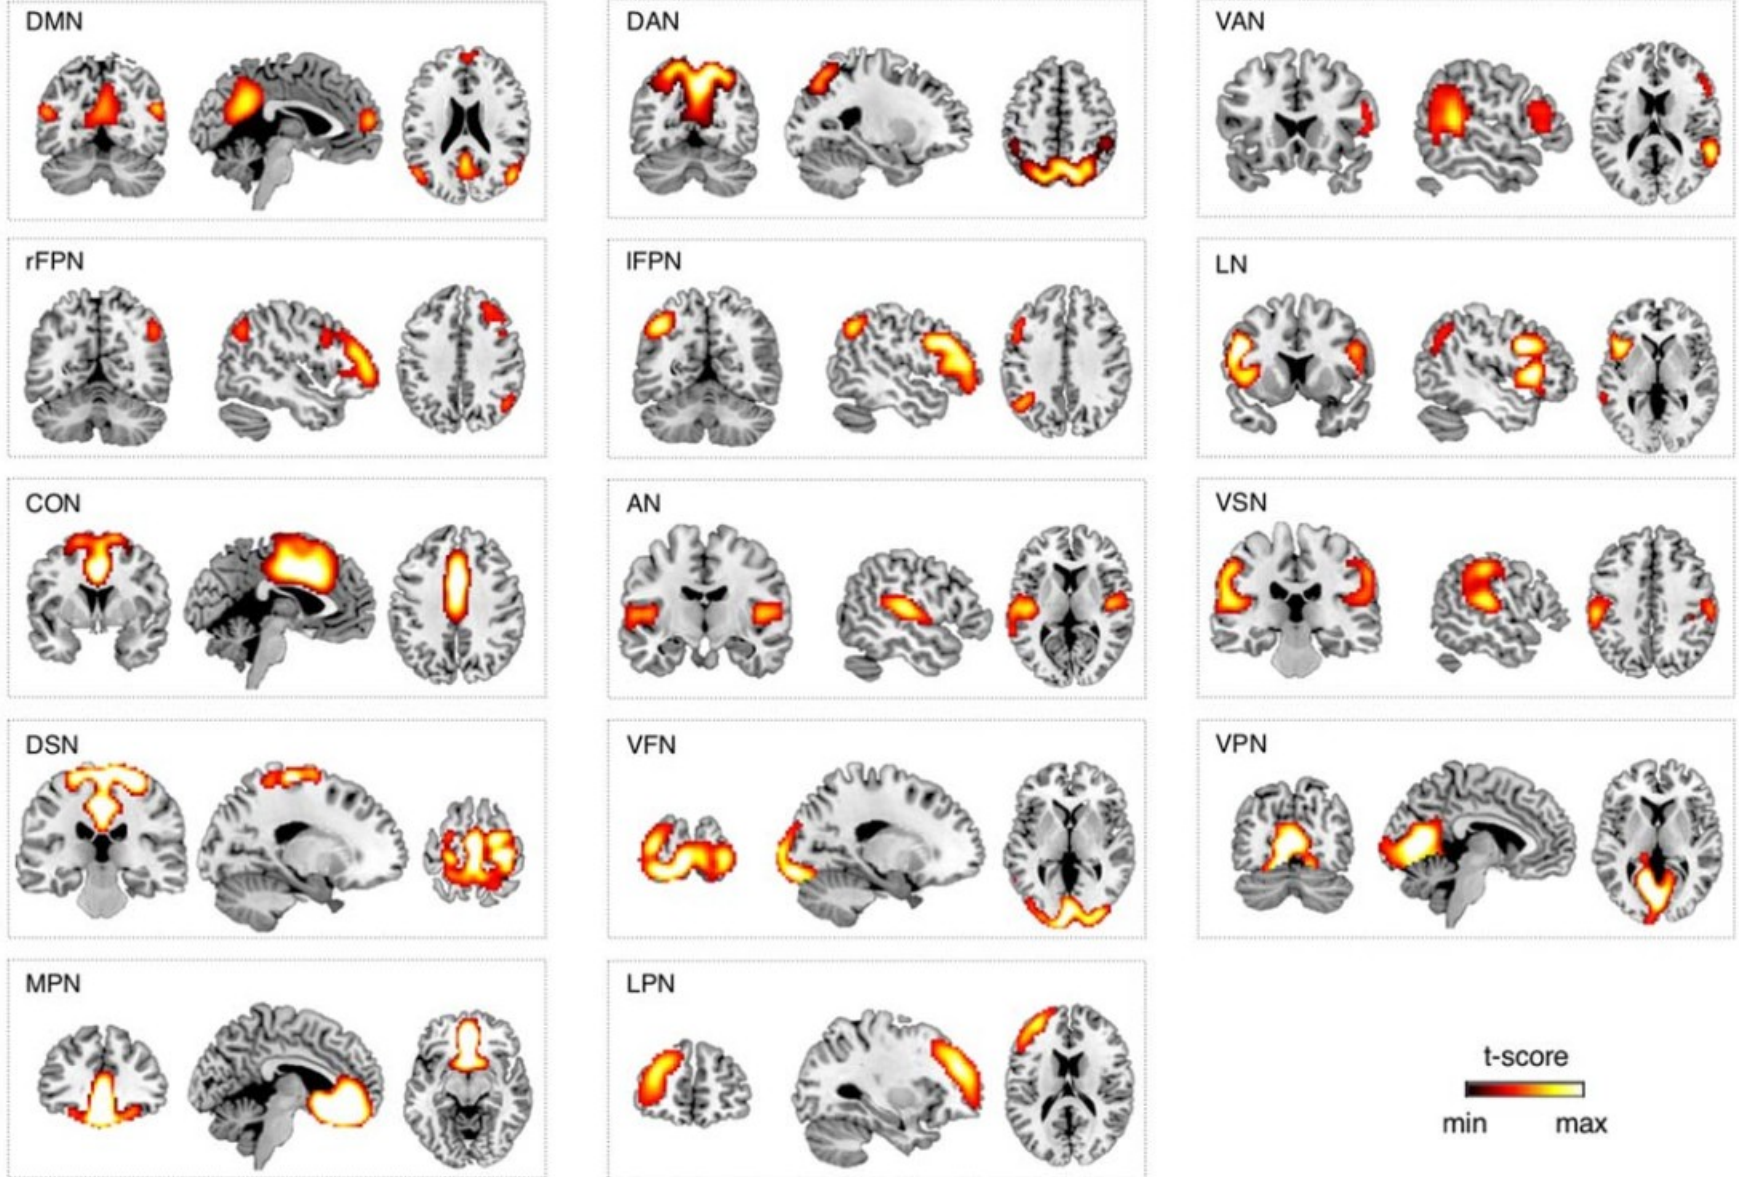 DMN
DAN
VAN
rFPN
lFPN
LN
CON
AN
VSN
DSN
VFN
VPN
MPN
LPN
t-score
min max